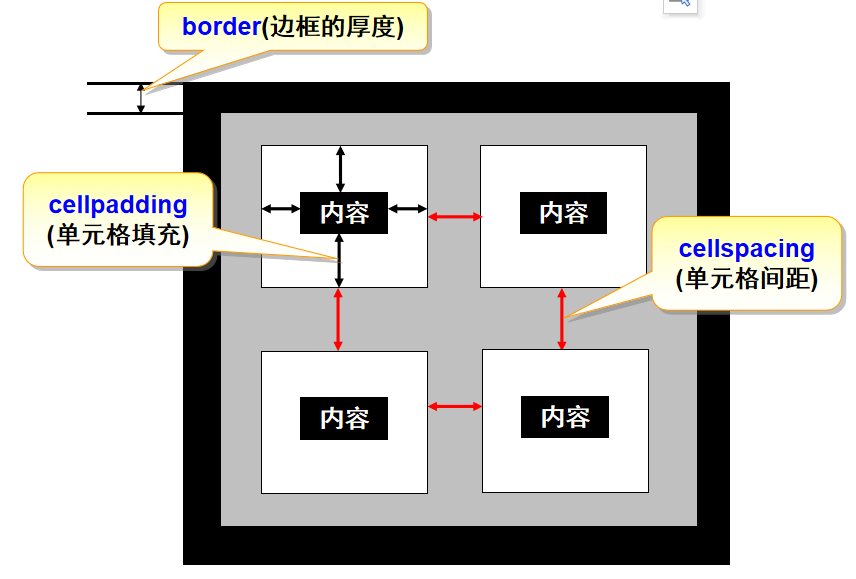 border(边框的厚度)
cellpadding
(单元格填充)
内容
内容
cellspacing
(单元格间距)
内容
内容